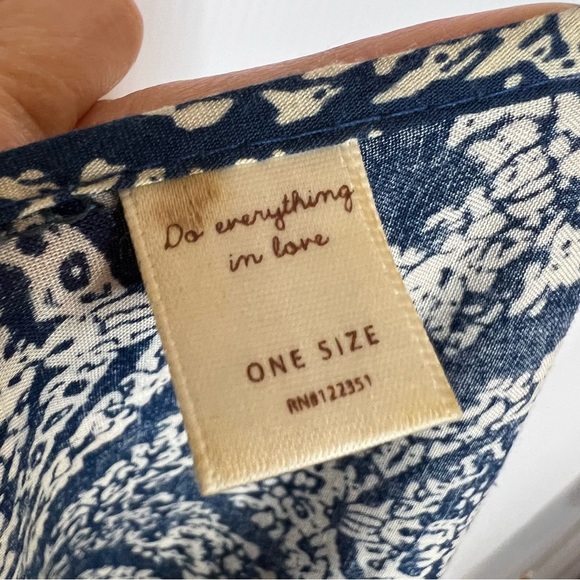 Do everything
in love
ONE SIZE
RN#122351